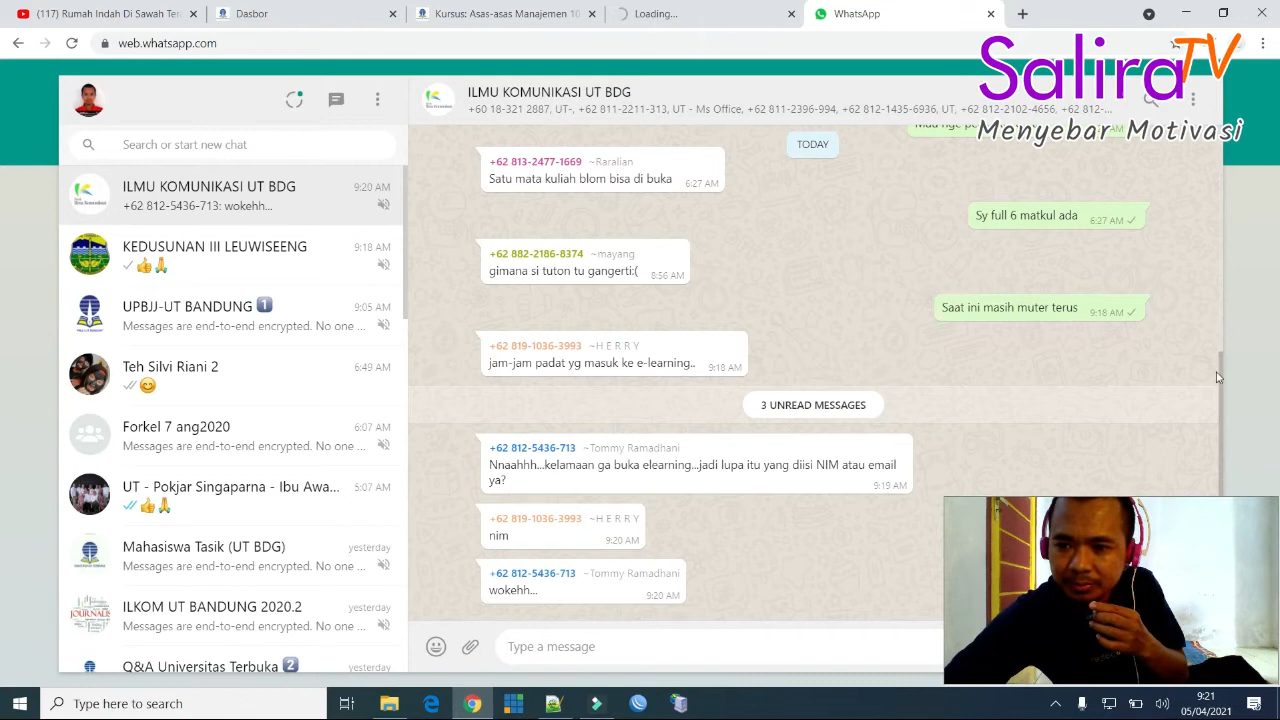 (117) Rumah Indah Di Sawah Ter
Dasbor
Kursus: Asas-asas Manajemen 10
Loading...
WhatsApp
web.whatsapp.com
Salira TV
Menyebar Motivasi
ILMU KOMUNIKASI UT BDG
+60 18-321 2887, UT-, +62 811-2211-313, UT - Ms Office, +62 811-2396-994, +62 812-1435-6936, UT, +62 812-2102-4656, +62 812-...
Search or start new chat
ILMU KOMUNIKASI UT BDG
9:20 AM
+62 812-5436-713: wokehh...
KEDUSUNAN III LEUWISEENG
9:18 AM
👍🙏
UPBJJ-UT BANDUNG 1
9:05 AM
Messages are end-to-end encrypted. No one ...
Teh Silvi Riani 2
6:49 AM
😊
Forkel 7 ang2020
6:07 AM
Messages are end-to-end encrypted. No one ...
UT - Pokjar Singaparna - Ibu Awa...
5:07 AM
👍🙏
Mahasiswa Tasik (UT BDG)
yesterday
Messages are end-to-end encrypted. No one ...
ILKOM UT BANDUNG 2020.2
yesterday
Messages are end-to-end encrypted. No one ...
Q&A Universitas Terbuka 2
yesterday
TODAY
+62 813-2477-1669 ~Raralian
Satu mata kuliah blom bisa di buka
6:27 AM
Sy full 6 matkul ada
6:27 AM
+62 882-2186-8374 ~mayang
gimana si tuton tu gangerti:(
8:56 AM
Saat ini masih muter terus
9:18 AM
+62 819-1036-3993 ~H E R R Y
jam-jam padat yg masuk ke e-learning..
9:18 AM
3 UNREAD MESSAGES
+62 812-5436-713 ~Tommy Ramadhani
Nnaahhh...kelamaan ga buka elearning...jadi lupa itu yang diisi NIM atau email
ya?
9:19 AM
+62 819-1036-3993 ~H E R R Y
nim
9:20 AM
+62 812-5436-713 ~Tommy Ramadhani
wokehh...
9:20 AM
Type a message
Type here to search
9:21
05/04/2021